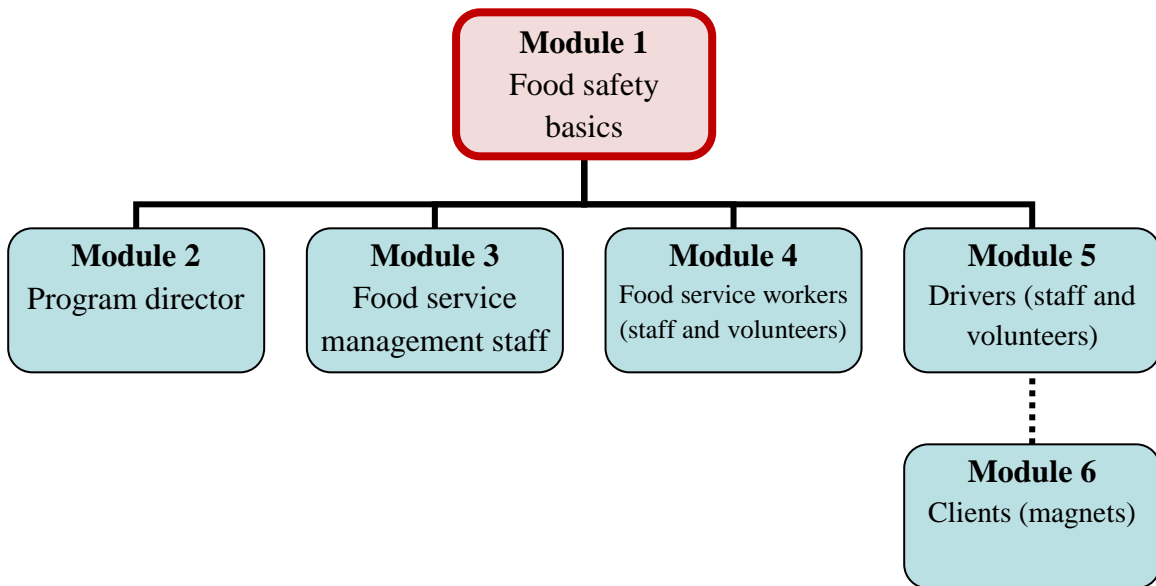 Module 1
Food safety
basics
Module 2
Program director
Module 3
Food service
management staff
Module 4
Food service workers
(staff and volunteers)
Module 5
Drivers (staff and
volunteers)
Module 6
Clients (magnets)